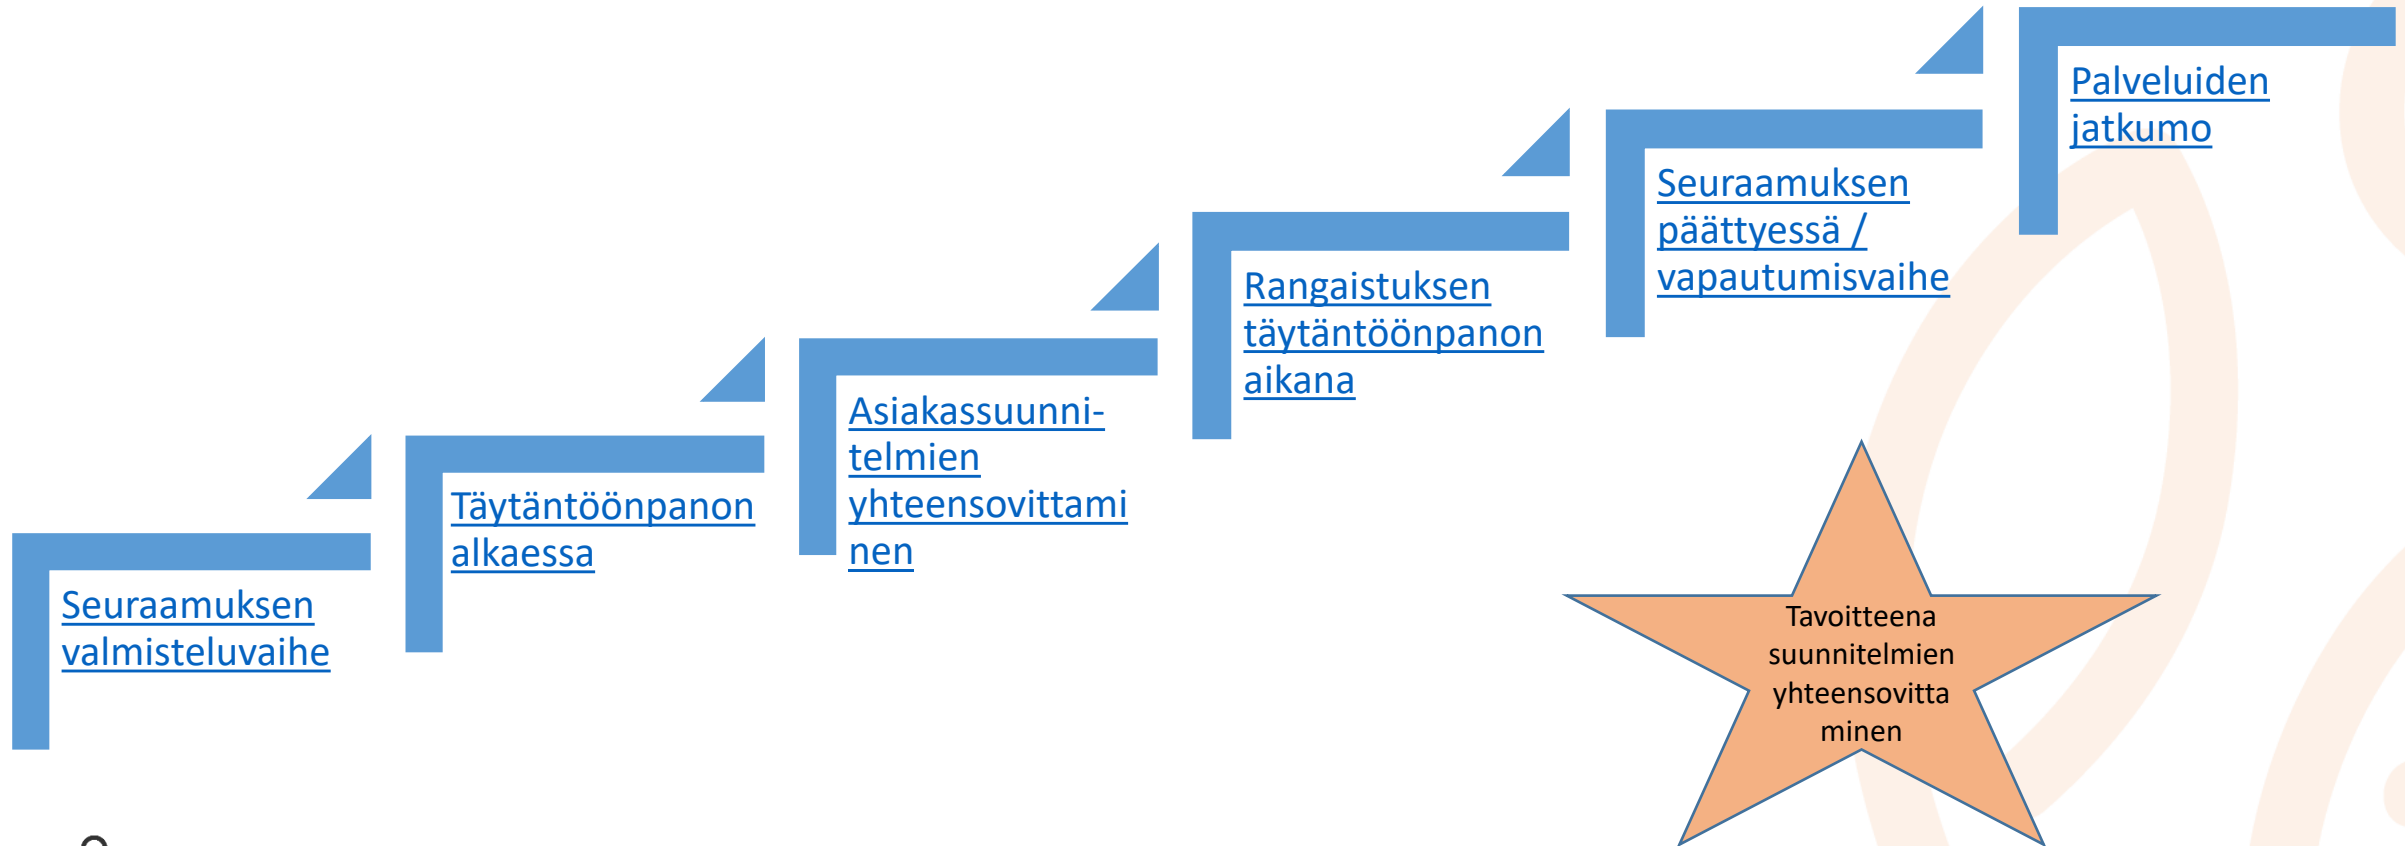 Seuraamuksen
valmisteluvaihe
Täytäntöönpanon
alkaessa
Asiakassuunni-
telmien
yhteensovittami
nen
Rangaistuksen
täytäntöönpanon
aikana
Seuraamuksen
päättyessä /
vapautumisvaihe
Palveluiden
jatkumo
Tavoitteena
suunnitelmien
yhteensovitta
minen